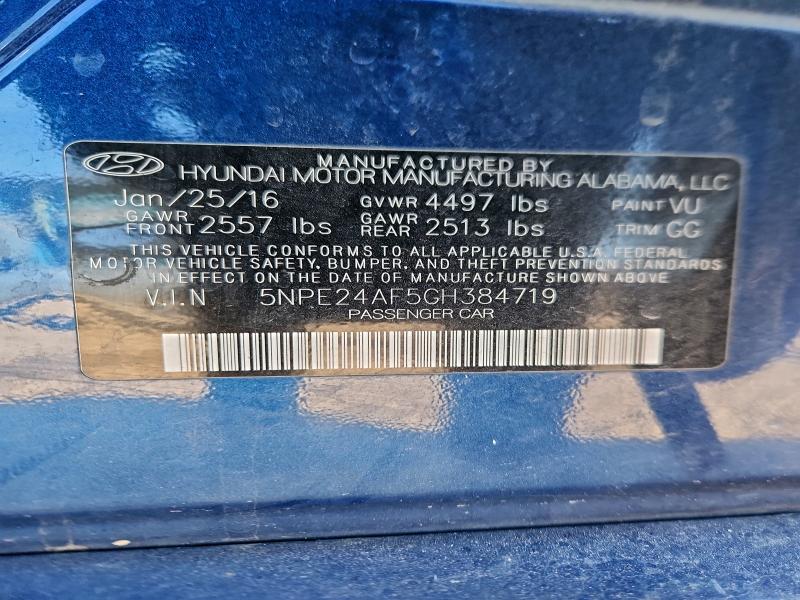 MANUFACTURED BY
HYUNDAI MOTOR MANUFACTURING ALABAMA, LLC
Jan/25/16 GVWR 4497 lbs PAINT VU
GAWR FRONT 2557 lbs GAWR REAR 2513 lbs TRIM GG
THIS VEHICLE CONFORMS TO ALL APPLICABLE U.S.A. FEDERAL
MOTOR VEHICLE SAFETY, BUMPER, AND THEFT PREVENTION STANDARDS
IN EFFECT ON THE DATE OF MANUFACTURE SHOWN ABOVE
V.I.N 5NPE24AF5GH384719
PASSENGER CAR